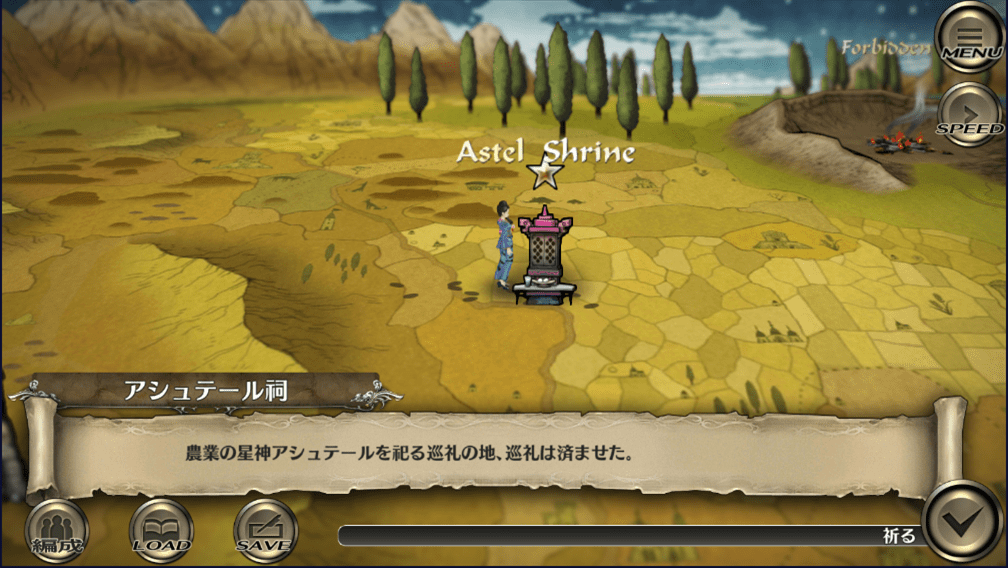 Forbidden
MENU
SPEED
Astel Shrine
アシュテール祠
農業の星神アシュテールを祀る巡礼の地、巡礼は済ませた。
編成
LOAD
SAVE
祈る